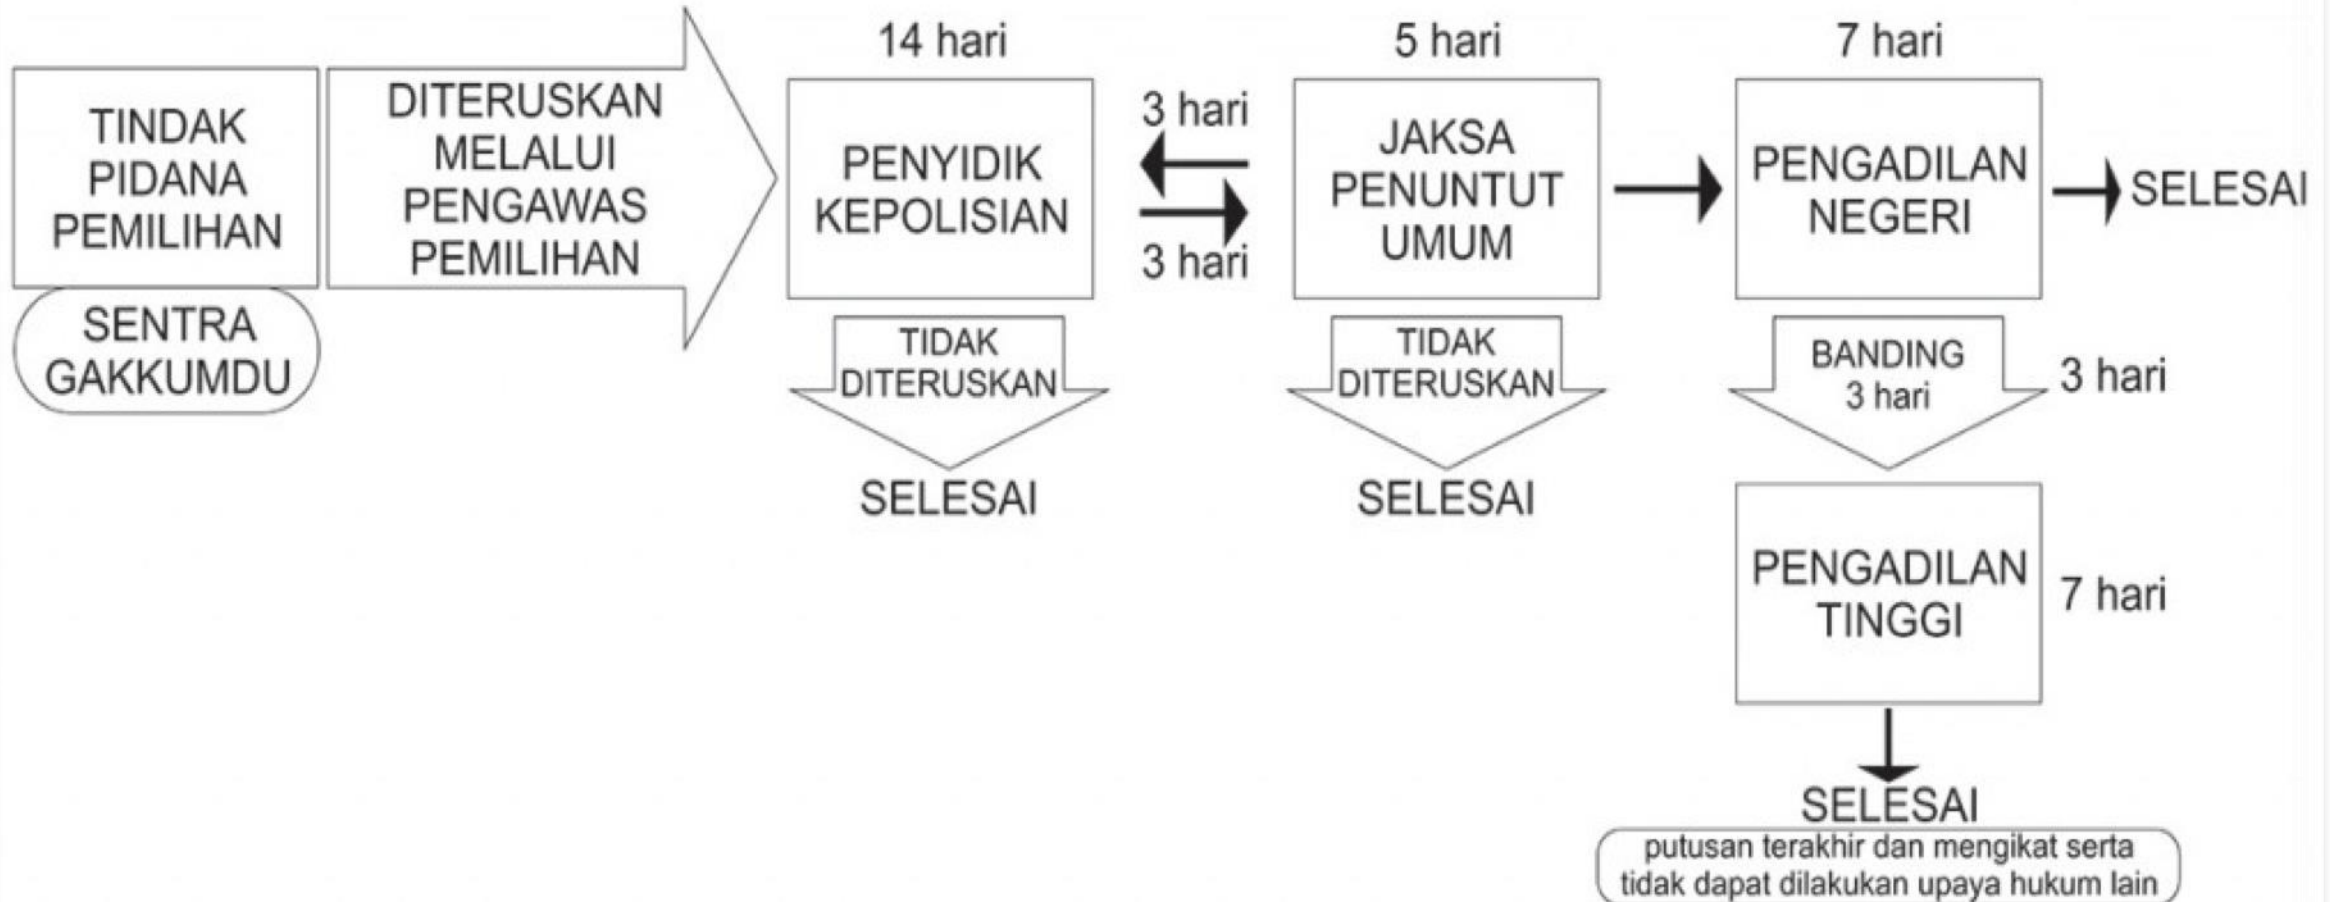 TINDAK
PIDANA
PEMILIHAN
SENTRA
GAKKUMDU
DITERUSKAN
MELALUI
PENGAWAS
PEMILIHAN
14 hari
PENYIDIK
KEPOLISIAN
TIDAK
DITERUSKAN
SELESAI
3 hari
3 hari
5 hari
JAKSA
PENUNTUT
UMUM
TIDAK
DITERUSKAN
SELESAI
7 hari
PENGADILAN
NEGERI
SELESAI
BANDING
3 hari
3 hari
PENGADILAN
TINGGI
7 hari
SELESAI
putusan terakhir dan mengikat serta
tidak dapat dilakukan upaya hukum lain